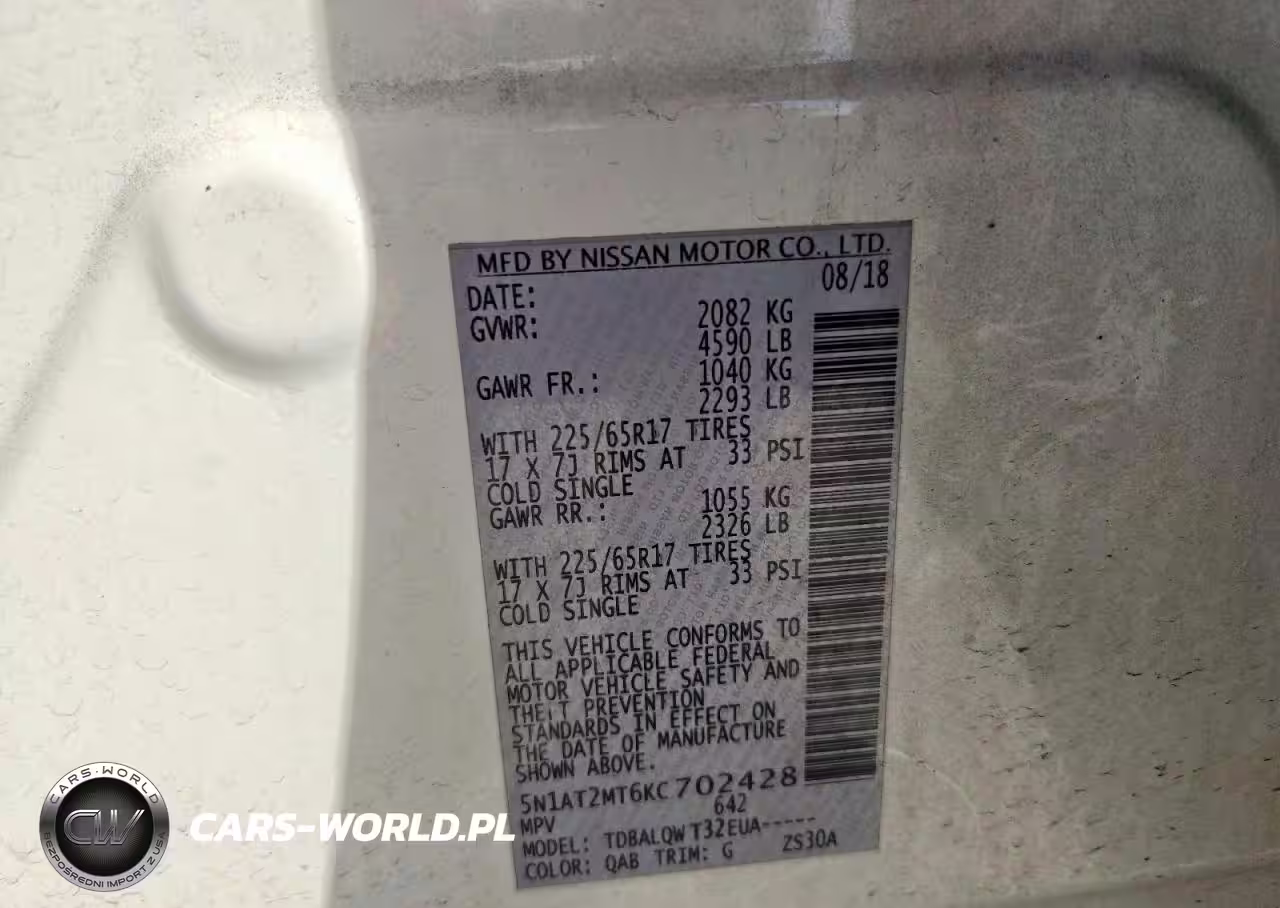 MFD BY NISSAN MOTOR CO., LTD.
DATE: 08/18
GVWR: 2082 KG
4590 LB
GAWR FR.: 1040 KG
2293 LB
WITH 225/65R17 TIRES
17 X 7J RIMS AT 33 PSI
COLD SINGLE
GAWR RR.: 1055 KG
2326 LB
WITH 225/65R17 TIRES
17 X 7J RIMS AT 33 PSI
COLD SINGLE
THIS VEHICLE CONFORMS TO
ALL APPLICABLE FEDERAL
MOTOR VEHICLE SAFETY AND
THEFT PREVENTION
STANDARDS IN EFFECT ON
THE DATE OF MANUFACTURE
SHOWN ABOVE.
5N1AT2MT6KC702428
MPV 642
MODEL: TDBALQWT32EUA-----
COLOR: QAB TRIM: G ZS30A
CARS-WORLD
CW
BEZPOŚREDNI IMPORT Z USA
CARS-WORLD.PL